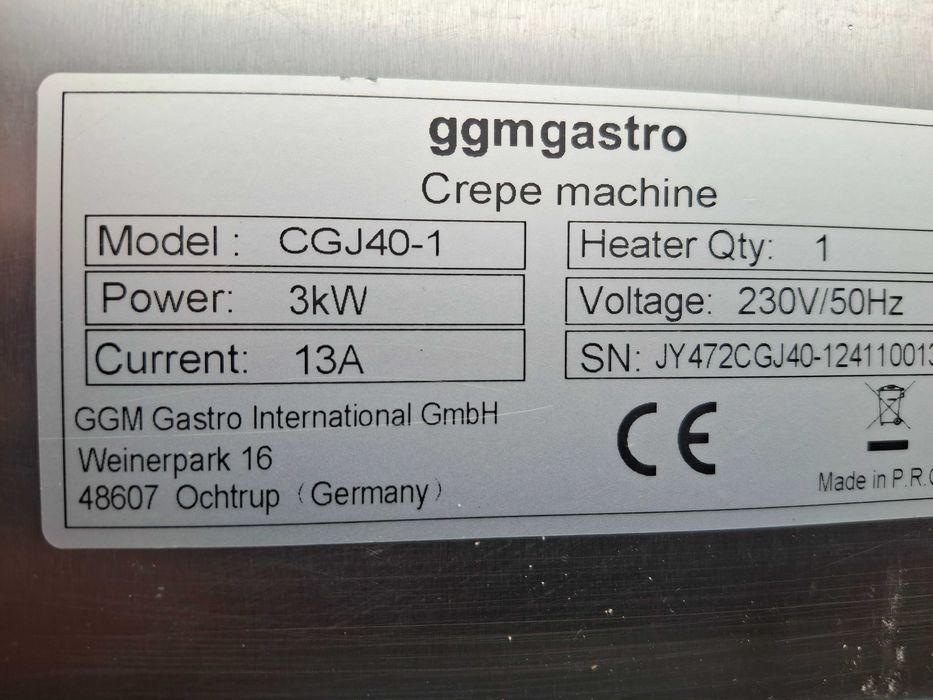 ggmgastro
Crepe machine
Model : CGJ40-1
Heater Qty: 1
Power: 3kW
Voltage: 230V/50Hz
Current: 13A
SN: JY472CGJ40-124110013
GGM Gastro International GmbH
Weinerpark 16
48607 Ochtrup (Germany)
CE
Made in P.R.C